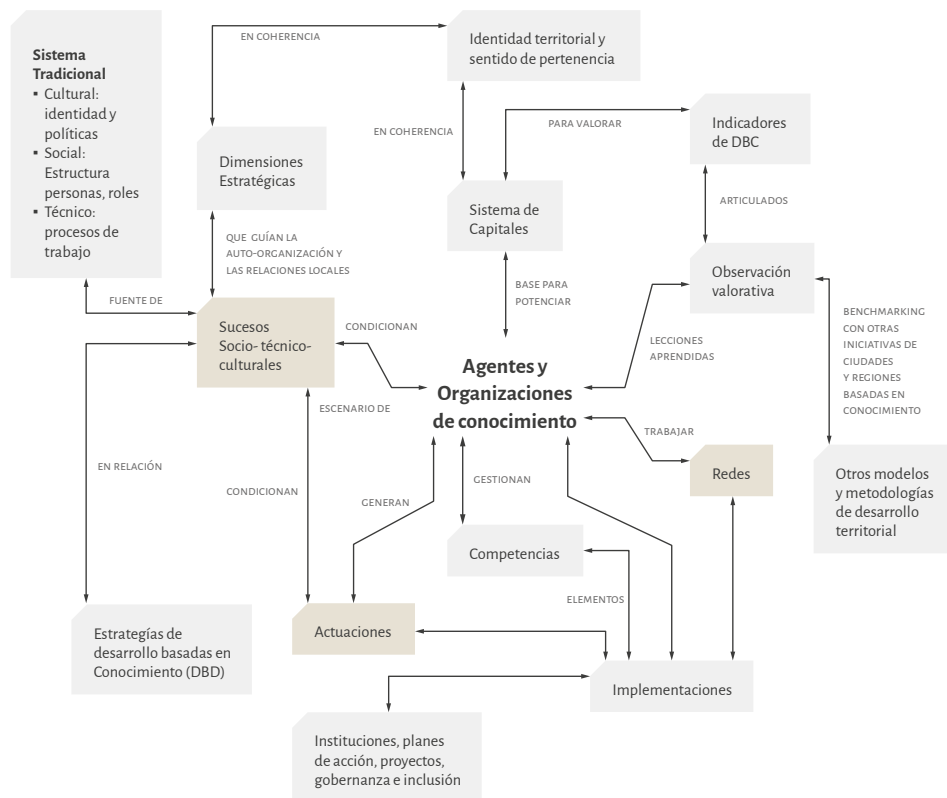 Sistema
Tradicional
▪ Cultural:
identidad y
políticas
▪ Social:
Estructura
personas, roles
▪ Técnico:
procesos de
trabajo
EN COHERENCIA
Identidad territorial y
sentido de pertenencia
EN COHERENCIA
PARA VALORAR
Indicadores
de DBC
Dimensiones
Estratégicas
Sistema de
Capitales
ARTICULADOS
QUE GUÍAN LA
AUTO-ORGANIZACIÓN Y
LAS RELACIONES LOCALES
Observación
valorativa
BASE PARA
POTENCIAR
FUENTE DE
Sucesos
Socio- técnico-
culturales
CONDICIONAN
LECCIONES
APRENDIDAS
BENCHMARKING
CON OTRAS
INICIATIVAS DE
CIUDADES
Y REGIONES
BASADAS EN
CONOCIMIENTO
Agentes y
Organizaciones
de conocimiento
ESCENARIO DE
TRABAJAR
EN RELACIÓN
CONDICIONAN
GENERAN
GESTIONAN
Redes
Otros modelos
y metodologías
de desarrollo
territorial
Competencias
ELEMENTOS
Estrategías de
desarrollo basadas en
Conocimiento (DBD)
Actuaciones
Implementaciones
Instituciones, planes
de acción, proyectos,
gobernanza e inclusión